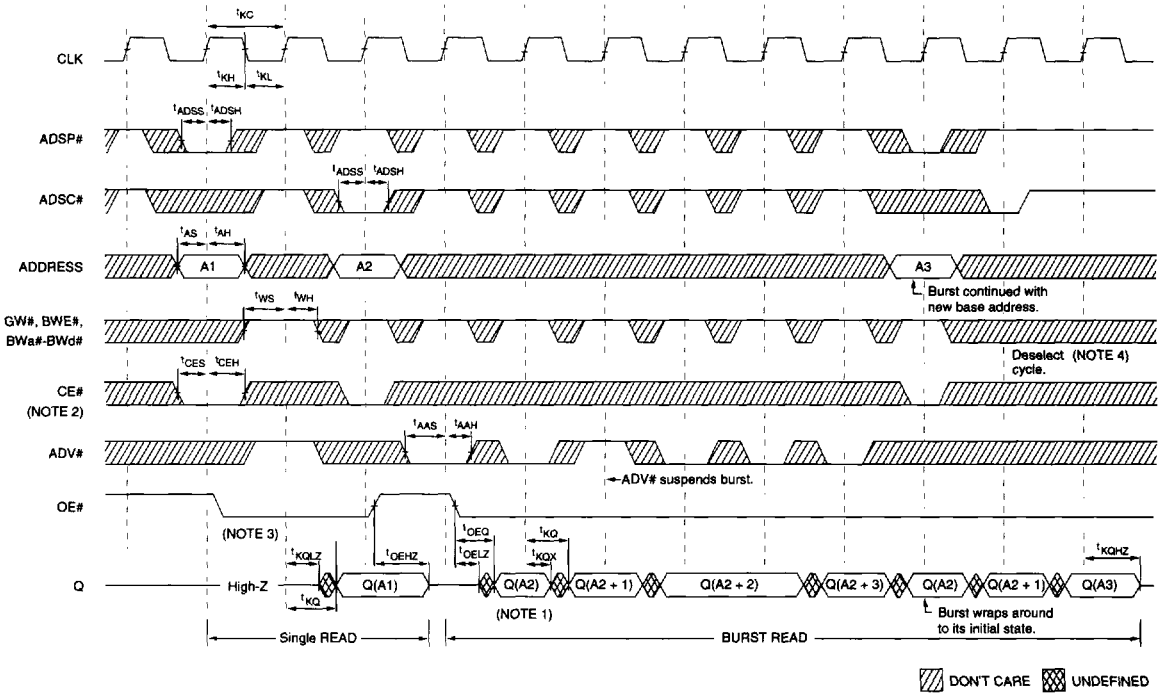 tKC
CLK
tKH tKL
tADSS tADSH
ADSP#
tADSS tADSH
ADSC#
tAS tAH
ADDRESS A1 A2 A3
Burst continued with
new base address.
tWS tWH
GW#, BWE#,
BWa#-BWd#
Deselect (NOTE 4)
cycle.
tCES tCEH
CE#
(NOTE 2)
tAAS tAAH
ADV#
ADV# suspends burst.
OE#
(NOTE 3)
tKQLZ tOEHZ tOEQ tOELZ tKQ tKQX tKQHZ
Q High-Z Q(A1) Q(A2) Q(A2 + 1) Q(A2 + 2) Q(A2 + 3) Q(A2) Q(A2 + 1) Q(A3)
tKQ
(NOTE 1)
Burst wraps around
to its initial state.
Single READ BURST READ
DON'T CARE UNDEFINED